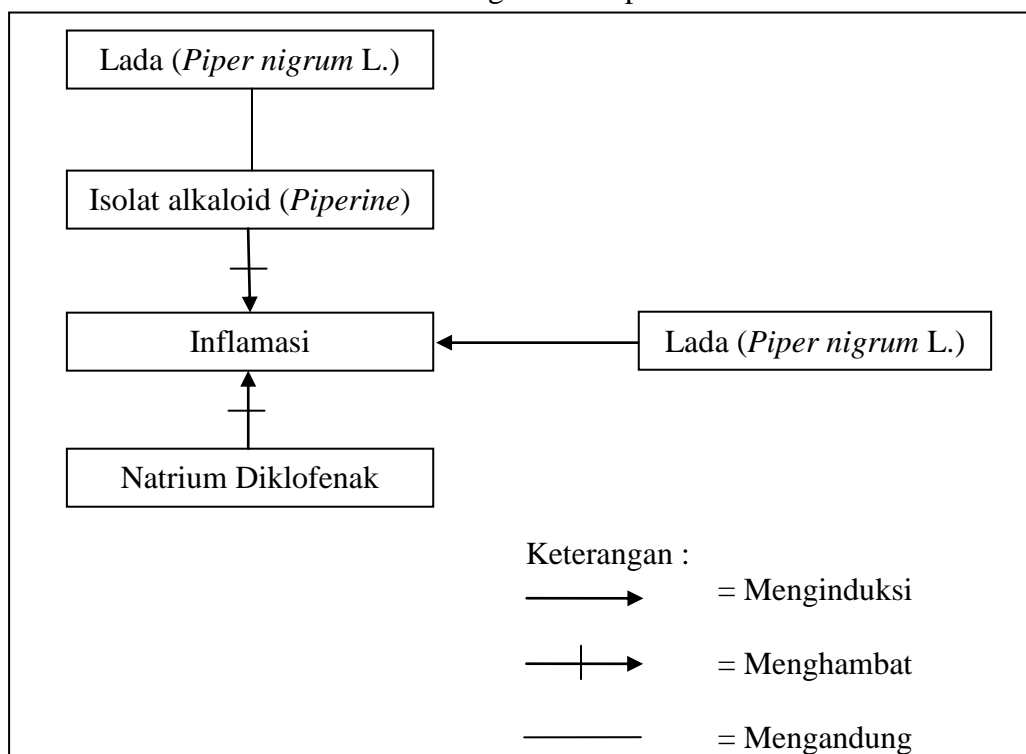 Lada (Piper nigrum L.)
Isolat alkaloid (Piperine)
Inflamasi
Lada (Piper nigrum L.)
Natrium Diklofenak
Keterangan :
= Menginduksi
= Menghambat
= Mengandung